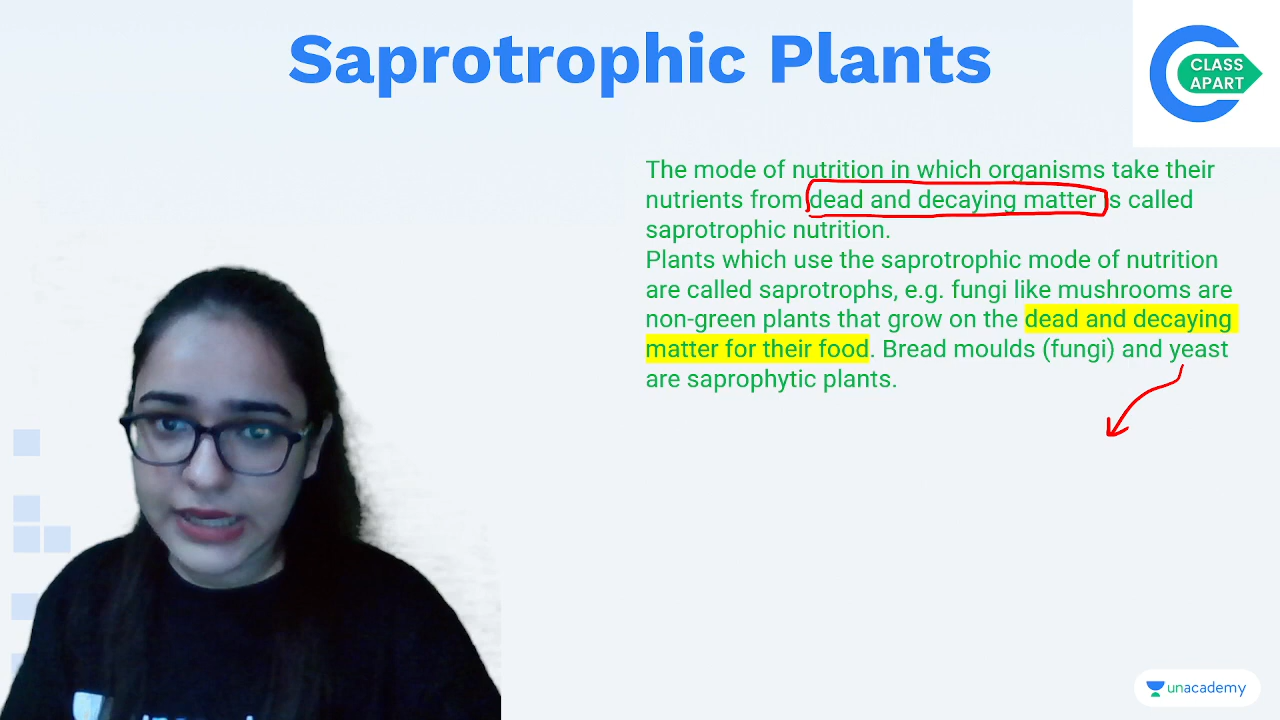 Saprotrophic Plants
CLASS
APART
The mode of nutrition in which organisms take their
nutrients from dead and decaying matter is called
saprotrophic nutrition.
Plants which use the saprotrophic mode of nutrition
are called saprotrophs, e.g. fungi like mushrooms are
non-green plants that grow on the dead and decaying
matter for their food. Bread moulds (fungi) and yeast
are saprophytic plants.
unacademy